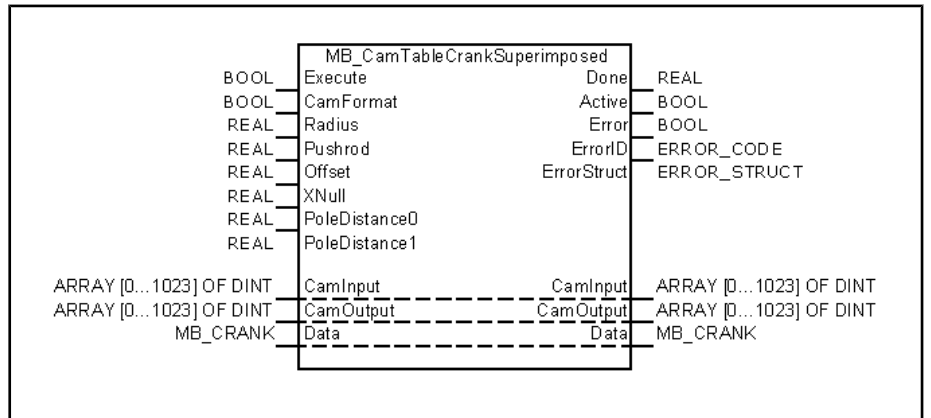 MB_CamTableCrankSuperimposed
BOOL Execute Done REAL
BOOL CamFormat Active BOOL
REAL Radius Error BOOL
REAL Pushrod ErrorID ERROR_CODE
REAL Offset ErrorStruct ERROR_STRUCT
REAL XNull
REAL PoleDistance0
REAL PoleDistance1
ARRAY [0...1023] OF DINT CamInput CamInput ARRAY [0...1023] OF DINT
ARRAY [0...1023] OF DINT CamOutput CamOutput ARRAY [0...1023] OF DINT
MB_CRANK Data Data MB_CRANK